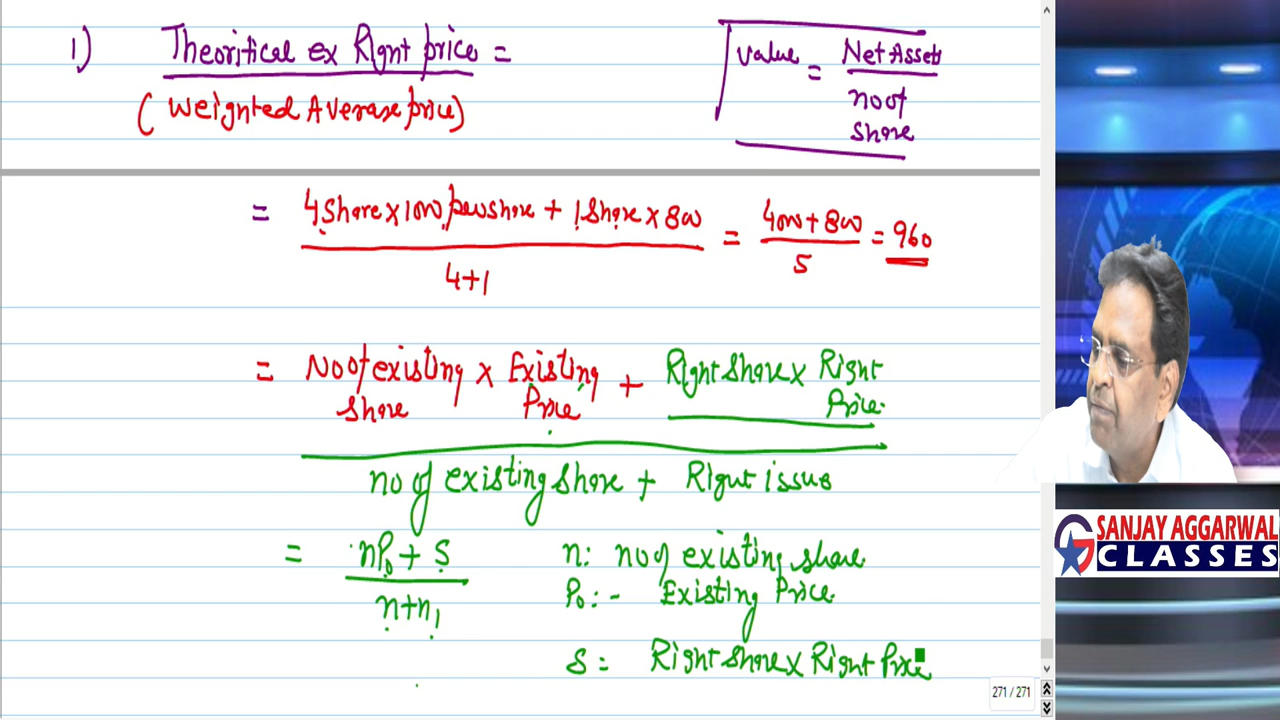 1) Theoritical ex Right price =
(Weighted Average price)
Value = Net Assets
no of
share
= 4 Share x 1000 per share + 1 Share x 800 = 4000 + 800 = 960
4+1
5
= No of existing x Existing + Right Share x Right
Share Price Price.
no of existing share + Right issue
= nP0 + S
n+n1
n: no of existing share
P0:- Existing Price
S = Right Share x Right Price
271 / 271
SANJAY AGGARWAL
CLASSES